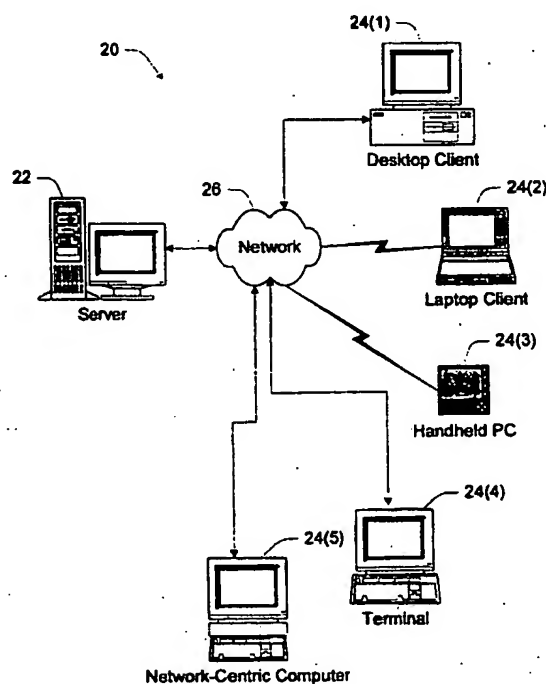 24(1)
20
Desktop Client
22
26
24(2)
Network
Server
Laptop Client
24(3)
Handheld PC
24(4)
24(5)
Terminal
Network-Centric Computer